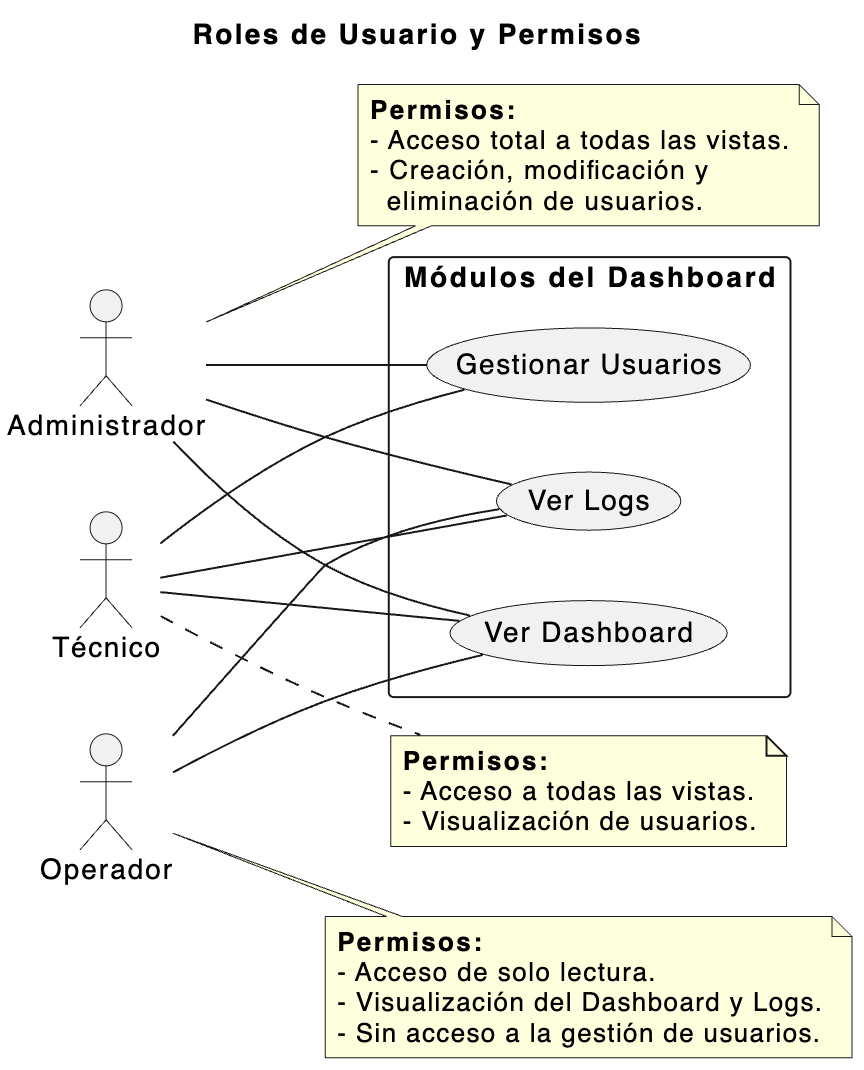 Roles de Usuario y Permisos
Permisos:
- Acceso total a todas las vistas.
- Creación, modificación y
eliminación de usuarios.
Módulos del Dashboard
Gestionar Usuarios
Administrador
Ver Logs
Ver Dashboard
Técnico
Permisos:
- Acceso a todas las vistas.
- Visualización de usuarios.
Operador
Permisos:
- Acceso de solo lectura.
- Visualización del Dashboard y Logs.
- Sin acceso a la gestión de usuarios.